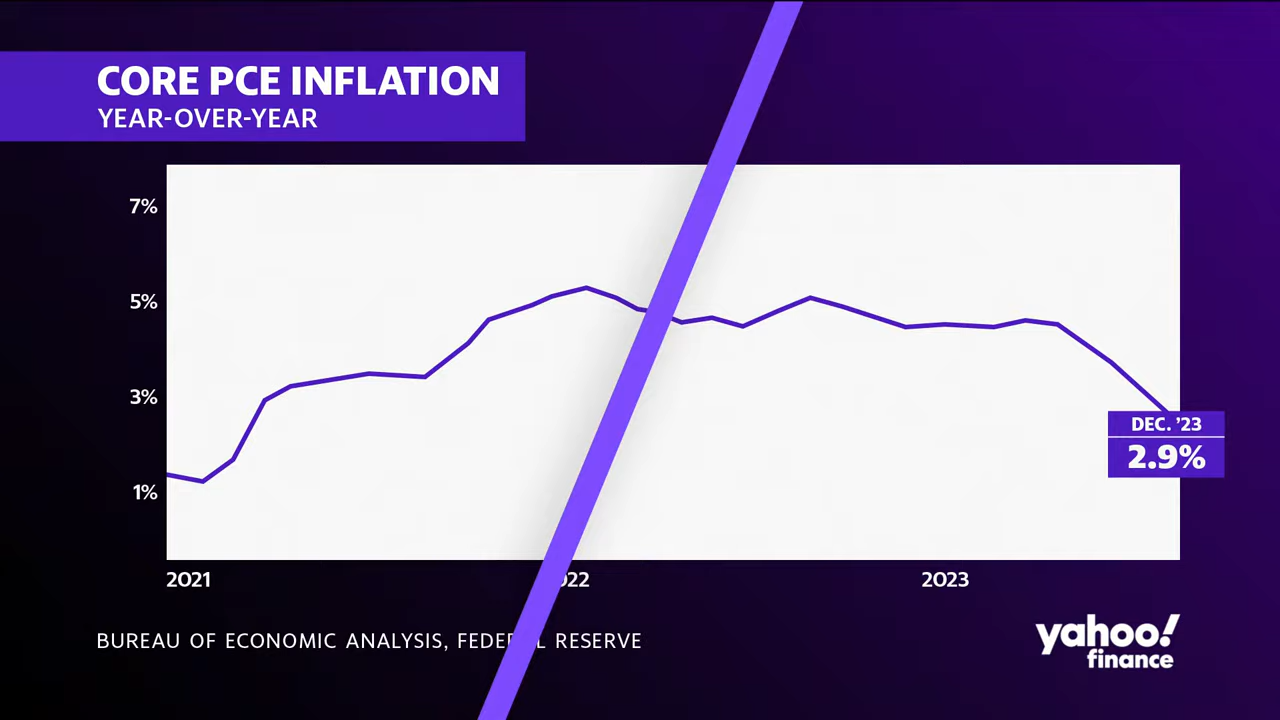 CORE PCE INFLATION
YEAR-OVER-YEAR
7%
5%
3%
1%
DEC. '23
2.9%
2021
22
2023
BUREAU OF ECONOMIC ANALYSIS, RESERVE
yahoo!
finance